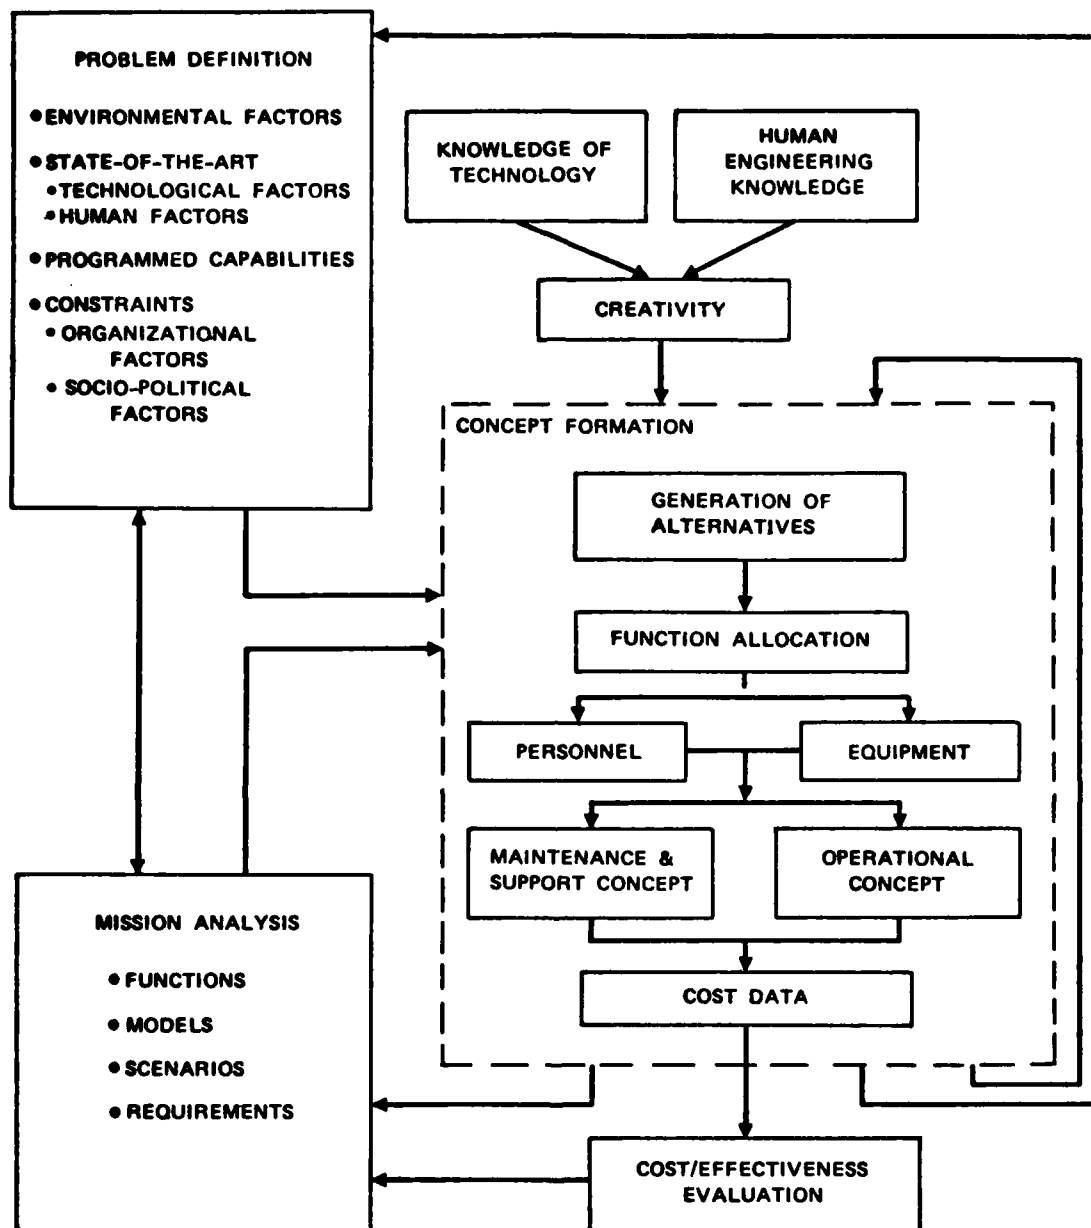 PROBLEM DEFINITION
●ENVIRONMENTAL FACTORS
●STATE-OF-THE-ART
●TECHNOLOGICAL FACTORS
●HUMAN FACTORS
●PROGRAMMED CAPABILITIES
●CONSTRAINTS
●ORGANIZATIONAL
FACTORS
●SOCIO-POLITICAL
FACTORS
KNOWLEDGE OF
TECHNOLOGY
HUMAN
ENGINEERING
KNOWLEDGE
CREATIVITY
CONCEPT FORMATION
GENERATION OF
ALTERNATIVES
FUNCTION ALLOCATION
PERSONNEL
EQUIPMENT
MAINTENANCE &
SUPPORT CONCEPT
OPERATIONAL
CONCEPT
COST DATA
MISSION ANALYSIS
●FUNCTIONS
●MODELS
●SCENARIOS
●REQUIREMENTS
COST/EFFECTIVENESS
EVALUATION